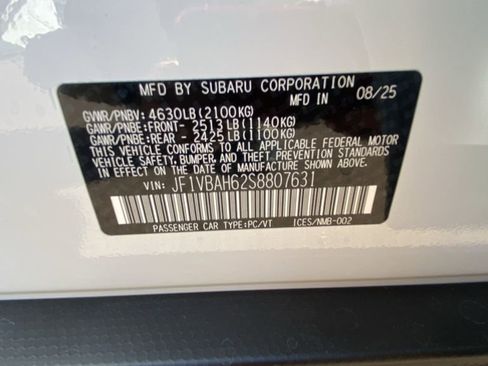 MFD BY SUBARU CORPORATION
MFD IN 08/25
GVWR/PNBV: 4630LB(2100KG)
GAWR/PNBE:FRONT- 2513LB(1140KG)
GAWR/PNBE:REAR - 2425LB(1100KG)
THIS VEHICLE CONFORMS TO ALL APPLICABLE FEDERAL MOTOR
VEHICLE SAFETY, BUMPER, AND THEFT PREVENTION STANDARDS
IN EFFECT ON THE DATE OF MANUFACTURE SHOWN ABOVE.
VIN: JF1VBAH62S8807631
PASSENGER CAR TYPE:PC/VT ICES/NMB-002